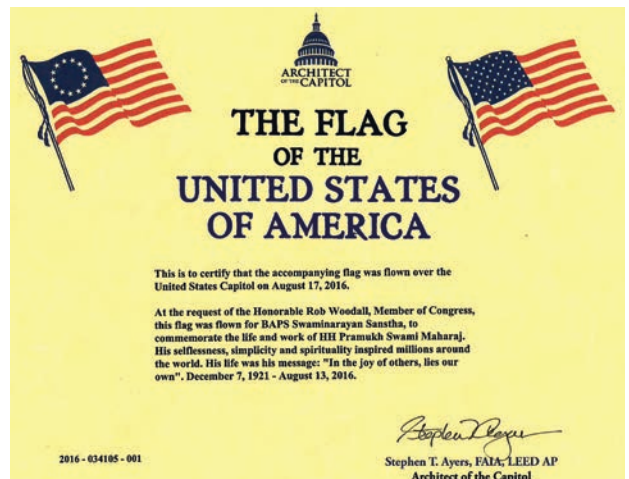 ARCHITECT
OF THE CAPITOL
THE FLAG
OF THE
UNITED STATES
OF AMERICA
This is to certify that the accompanying flag was flown over the
United States Capitol on August 17, 2016.
At the request of the Honorable Rob Woodall, Member of Congress,
this flag was flown for BAPS Swaminarayan Sanstha, to
commemorate the life and work of HH Pramukh Swami Maharaj.
His selflessness, simplicity and spirituality inspired millions around
the world. His life was his message: "In the joy of others, lies our
own". December 7, 1921 - August 13, 2016.
Stephen T. Ayers
2016 - 034105 - 001
Stephen T. Ayers, FAIA, LEED AP
Architect of the Capitol